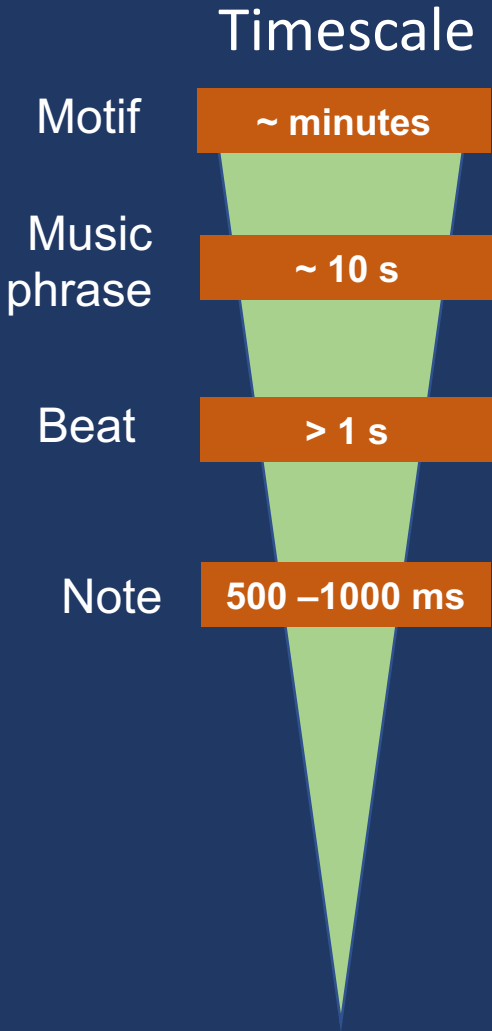 Timescale
Motif
~ minutes
Music
phrase
~ 10 s
Beat
> 1 s
Note
500 –1000 ms